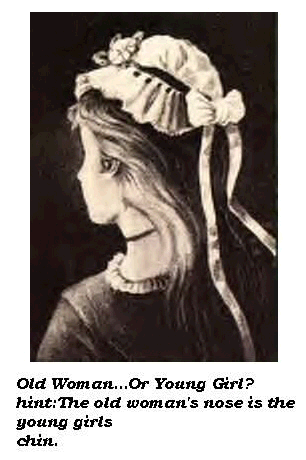 Old Woman...Or Young Girl?
hint:The old woman's nose is the
young girls
chin.